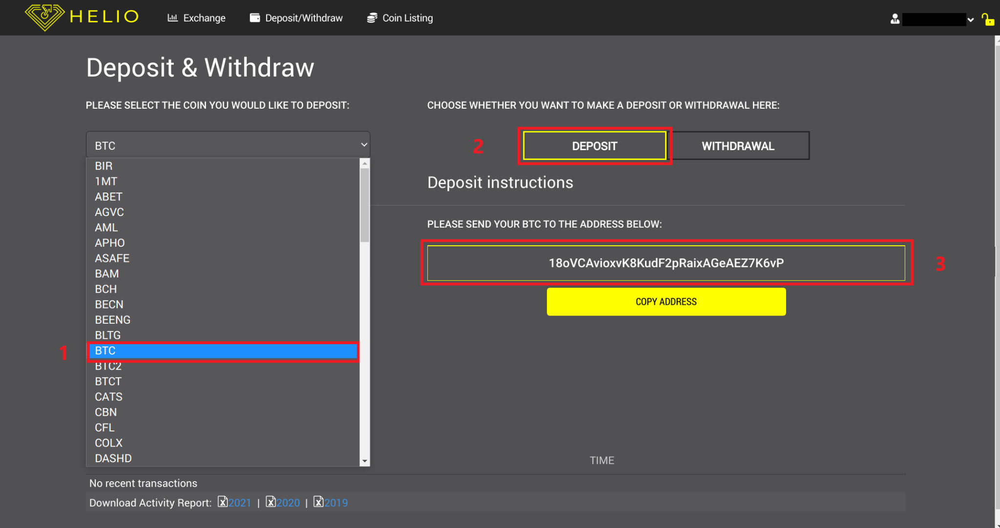 HELIO
Exchange
Deposit/Withdraw
Coin Listing
Deposit & Withdraw
PLEASE SELECT THE COIN YOU WOULD LIKE TO DEPOSIT:
CHOOSE WHETHER YOU WANT TO MAKE A DEPOSIT OR WITHDRAWAL HERE:
BTC
2
DEPOSIT
WITHDRAWAL
BIR
1MT
ABET
AGVC
AML
APHO
ASAFE
BAM
BCH
BECN
BEENG
BLTG
1
BTC
BTC2
BTCT
CATS
CBN
CFL
COLX
DASHD
Deposit instructions
PLEASE SEND YOUR BTC TO THE ADDRESS BELOW:
18oVCAvioxvK8KudF2pRaixAGeAEZ7K6vP
3
COPY ADDRESS
TIME
No recent transactions
Download Activity Report: 2021 | 2020 | 2019